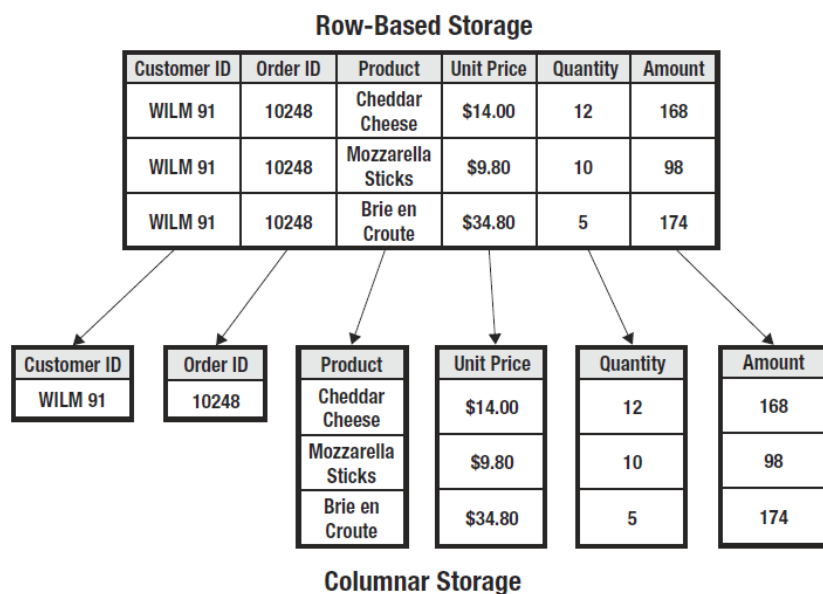 Row-Based Storage
Customer ID Order ID Product Unit Price Quantity Amount
WILM 91 10248 Cheddar Cheese $14.00 12 168
WILM 91 10248 Mozzarella Sticks $9.80 10 98
WILM 91 10248 Brie en Croute $34.80 5 174
Customer ID Order ID Product Unit Price Quantity Amount
WILM 91 10248 Cheddar Cheese $14.00 12 168
Mozzarella Sticks $9.80 10 98
Brie en Croute $34.80 5 174
Columnar Storage